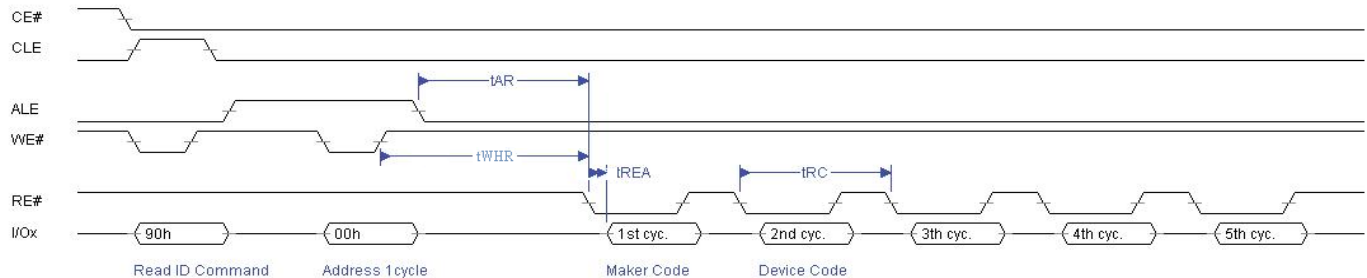 CE#
CLE
tAR
ALE
WE#
tWHR
tREA
tRC
RE#
I/Ox
90h
00h
1st cyc.
2nd cyc.
3th cyc.
4th cyc.
5th cyc.
Read ID Command
Address 1cycle
Maker Code
Device Code